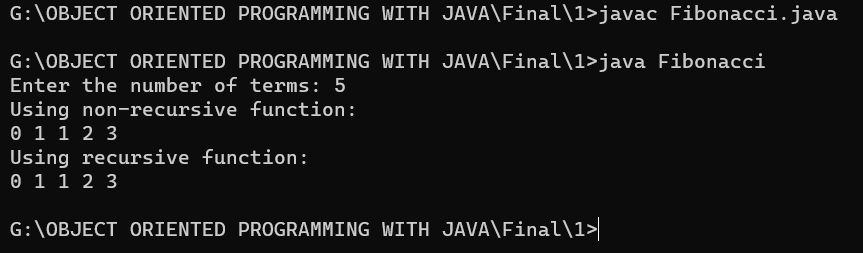 G:\OBJECT ORIENTED PROGRAMMING WITH JAVA\Final\1>javac Fibonacci.java
G:\OBJECT ORIENTED PROGRAMMING WITH JAVA\Final\1>java Fibonacci
Enter the number of terms: 5
Using non-recursive function:
0 1 1 2 3
Using recursive function:
0 1 1 2 3
G:\OBJECT ORIENTED PROGRAMMING WITH JAVA\Final\1>